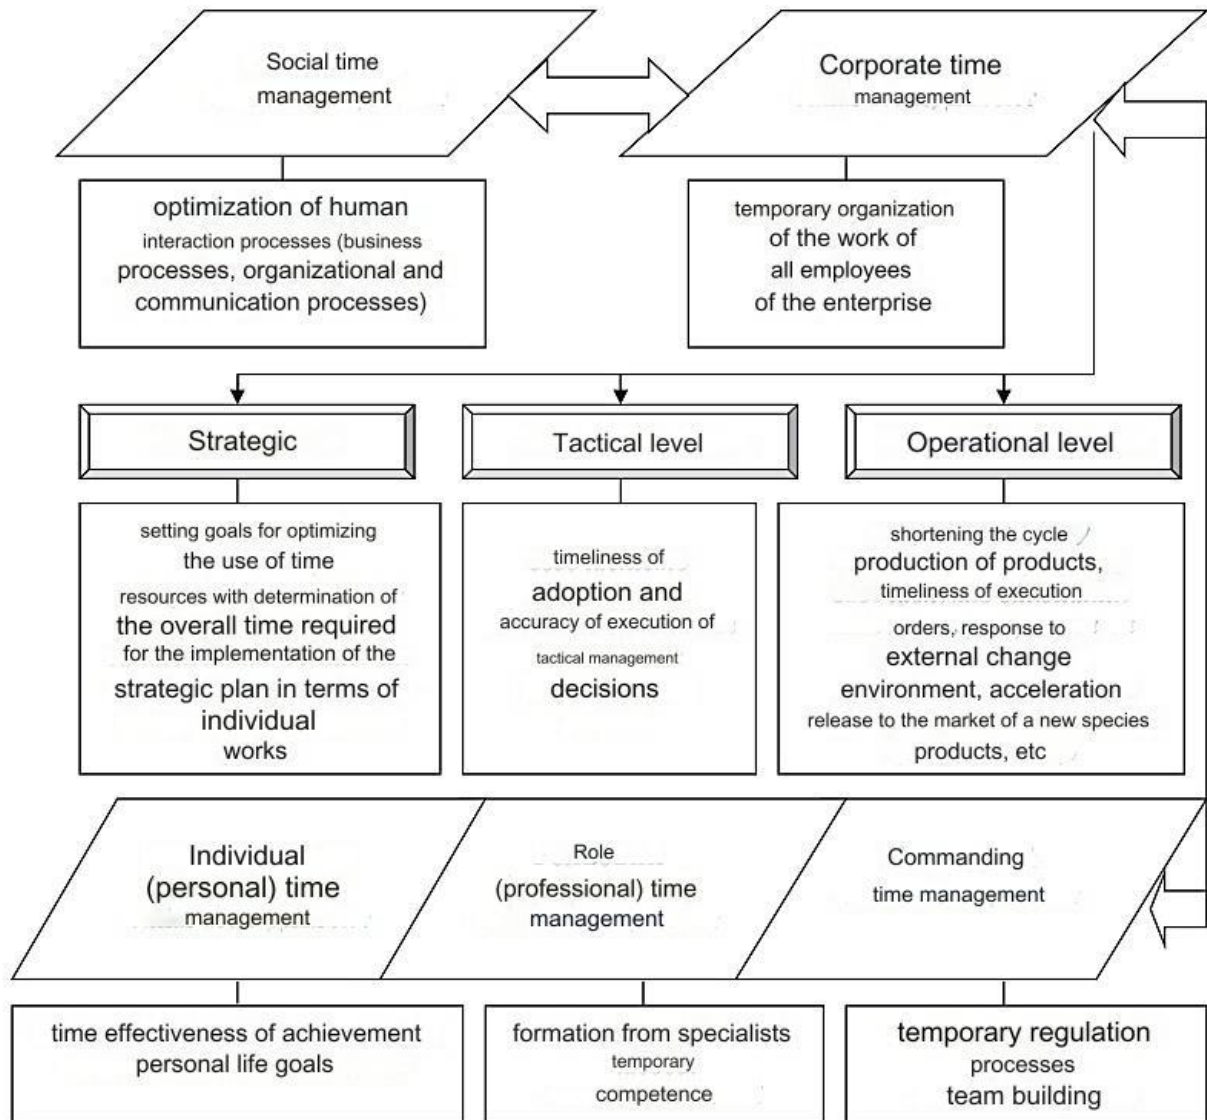 Social time
management
Corporate time
management
optimization of human
interaction processes (business
processes, organizational and
communication processes)
temporary organization
of the work of
all employees
of the enterprise
Strategic
Tactical level
Operational level
setting goals for optimizing
the use of time
resources with determination of
the overall time required
for the implementation of the
strategic plan in terms of
individual
works
timeliness of
adoption and
accuracy of execution of
tactical management
decisions
shortening the cycle
production of products,
timeliness of execution
orders, response to
external change
environment, acceleration
release to the market of a new species
products, etc
Individual
(personal) time
management
Role
(professional) time
management
Commanding
time management
time effectiveness of achievement
personal life goals
formation from specialists
temporary
competence
temporary regulation
processes
team building